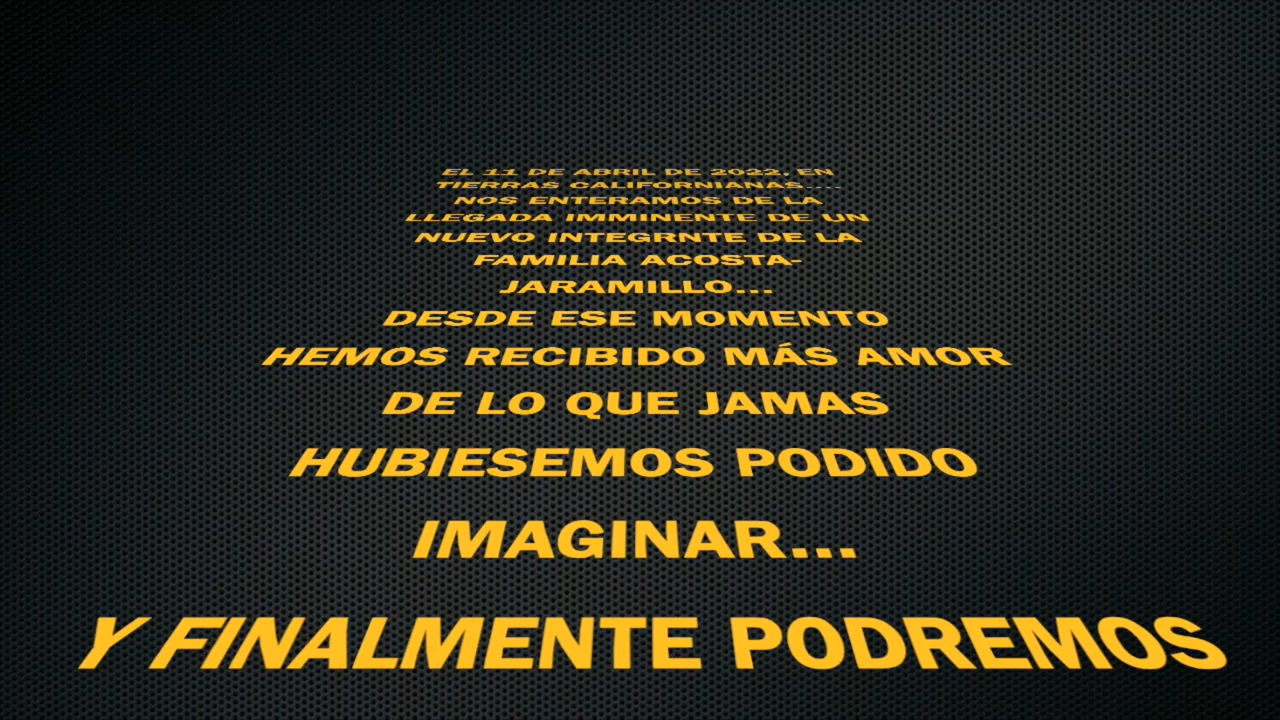 EL 11 DE ABRIL DE 2022, EN
TIERRAS CALIFORNIANAS....
NOS ENTERAMOS DE LA
LLEGADA IMMINENTE DE UN
NUEVO INTEGRNTE DE LA
FAMILIA ACOSTA-
JARAMILLO...
DESDE ESE MOMENTO
HEMOS RECIBIDO MÁS AMOR
DE LO QUE JAMAS
HUBIESEMOS PODIDO
IMAGINAR...
Y FINALMENTE PODREMOS